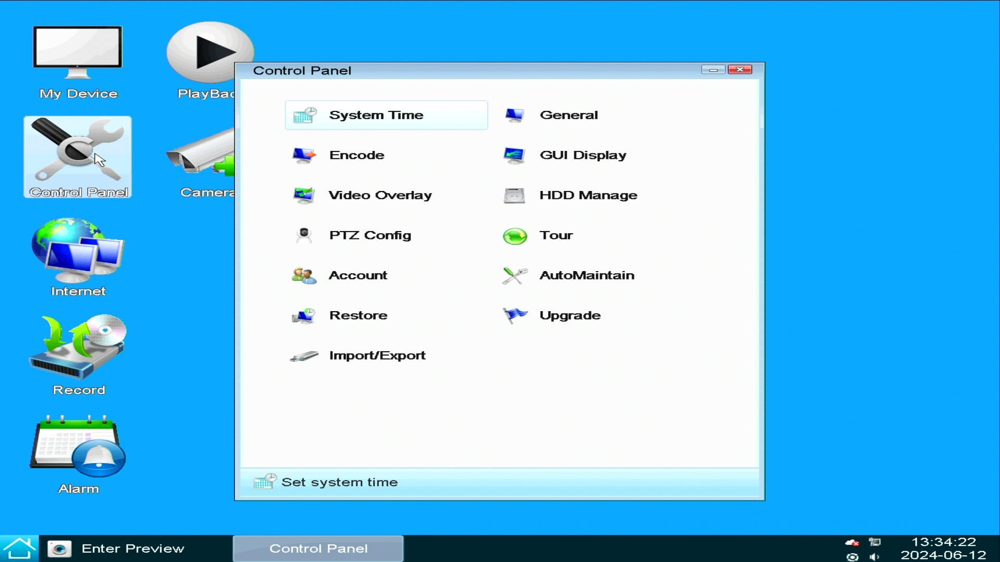 My Device
PlayBac
Control Panel
Camera
Internet
Record
Alarm
Control Panel
System Time
General
Encode
GUI Display
Video Overlay
HDD Manage
PTZ Config
Tour
Account
AutoMaintain
Restore
Upgrade
Import/Export
Set system time
Enter Preview
Control Panel
13:34:22
2024-06-12